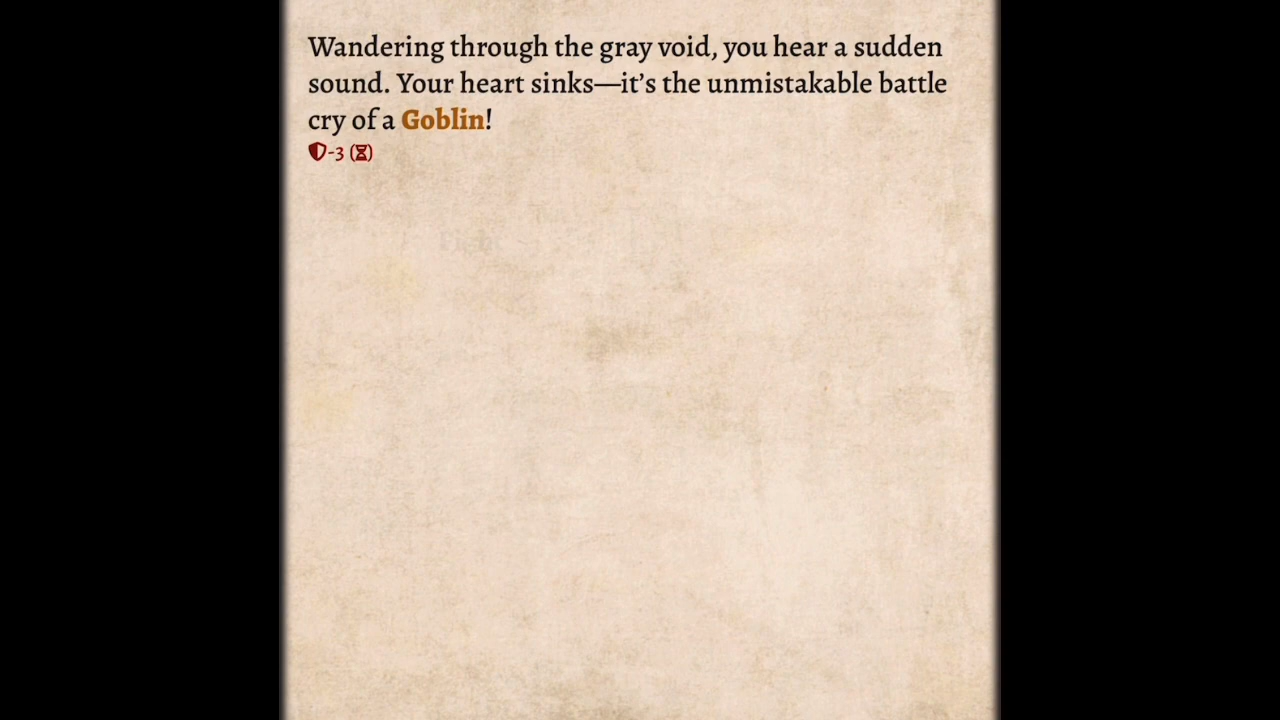 Wandering through the gray void, you hear a sudden
sound. Your heart sinks—it’s the unmistakable battle
cry of a Goblin!
-3 ()